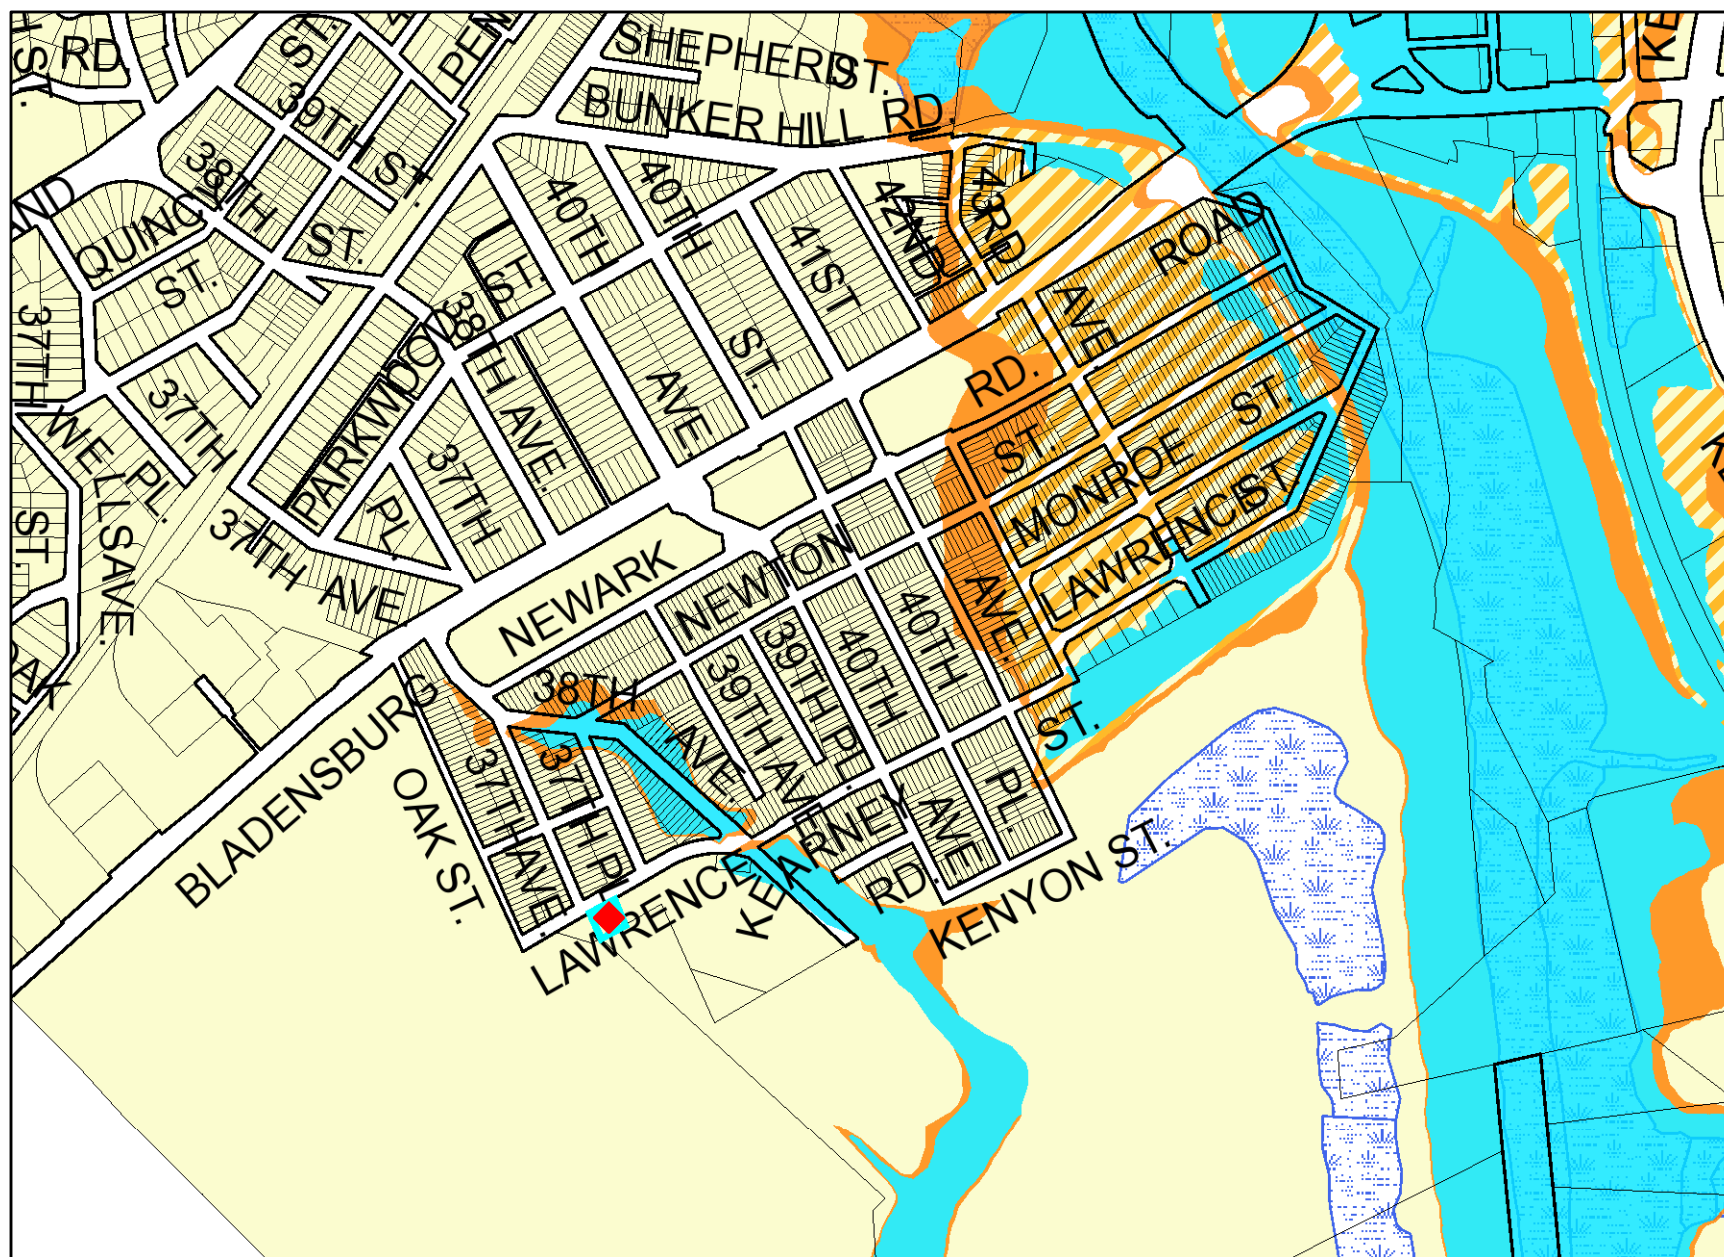 RD.
ST.
39TH ST.
38TH ST.
QUINCY ST.
SHEPHERD ST.
BUNKER HILL RD.
37TH
WELLS AVE.
ST.
OAK
37TH PL.
PARKWOOD
38TH AVE.
ST.
40TH
40TH
AVE.
41ST
ST.
42ND
43RD
AVE.
ROAD
RD.
37TH
PL.
37TH AVE
NEWARK
NEWTON
ST.
MONROE ST.
LAWRENCE ST.
AVE.
BLADENSBURG
OAK ST.
37TH AVE.
37TH PL.
38TH AVE
39TH AVE.
39TH PL.
40TH
AVE.
40TH
PL.
ST.
KEARNEY
RD.
LAWRENCE
KENYON ST.